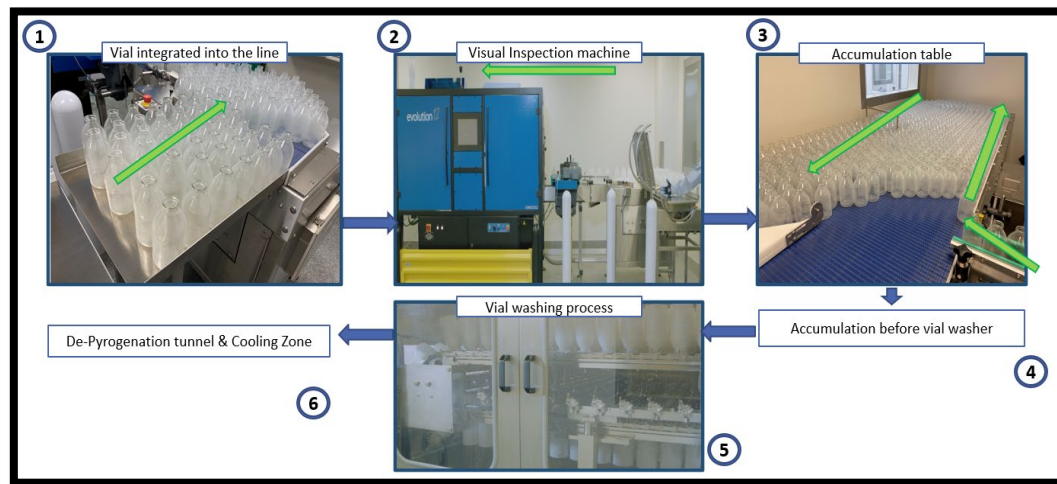 1
Vial integrated into the line
2
Visual Inspection machine
evolution 12
3
Accumulation table
Accumulation before vial washer
4
Vial washing process
5
De-Pyrogenation tunnel & Cooling Zone
6